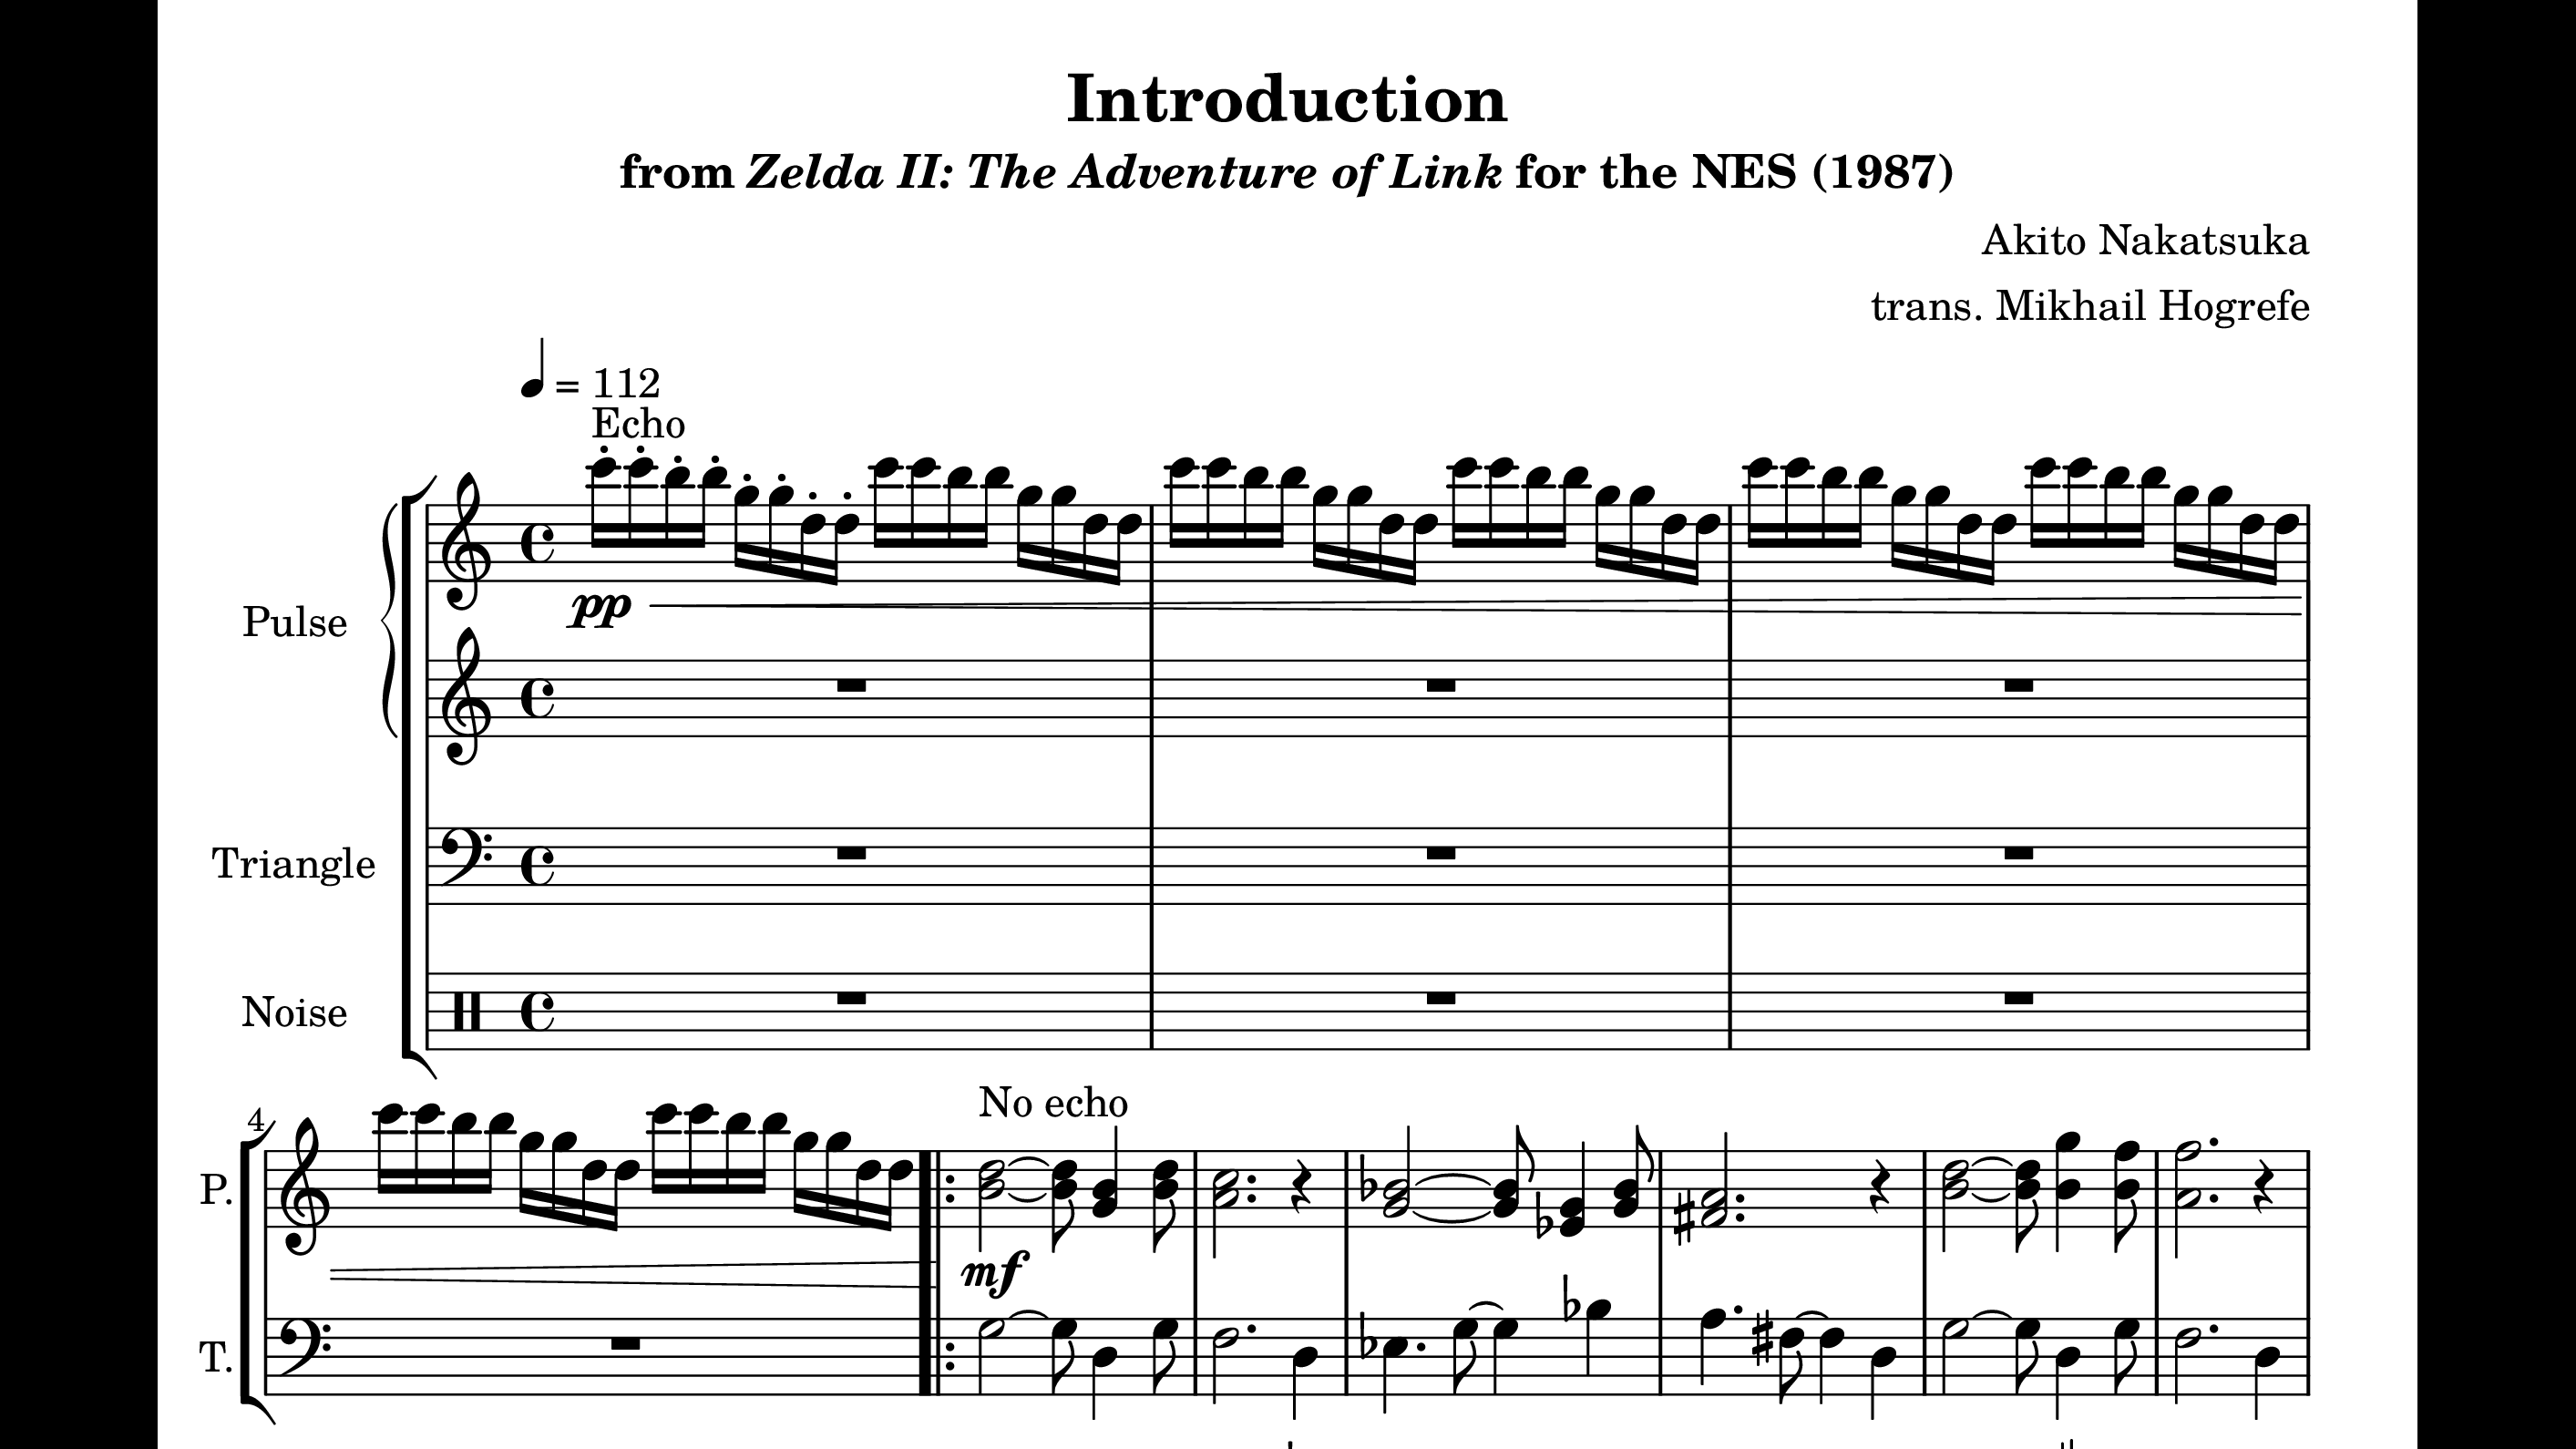 Introduction
from Zelda II: The Adventure of Link for the NES (1987)
Akito Nakatsuka
trans. Mikhail Hogrefe
= 112
Echo
pp
Pulse
Triangle
Noise
4
No echo
P.
mf
T.